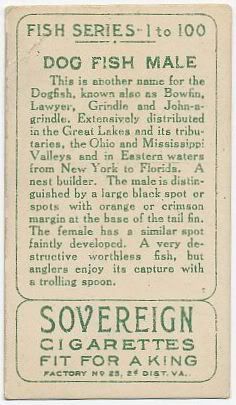 FISH SERIES-1 to 100
DOG FISH MALE
This is another name for the
Dogfish, known also as Bowfin,
Lawyer, Grindle and John-a-
grindle. Extensively distributed
in the Great Lakes and its tribu-
taries, the Ohio and Mississippi
Valleys and in Eastern waters
from New York to Florida. A
nest builder. The male is distin-
guished by a large black spot or
spots with orange or crimson
margin at the base of the tail fin.
The female has a similar spot
faintly developed. A very de-
structive worthless fish, but
anglers enjoy its capture with
a trolling spoon.
SOVEREIGN
CIGARETTES
FIT FOR A KING
FACTORY No 25, 2d DIST. VA.